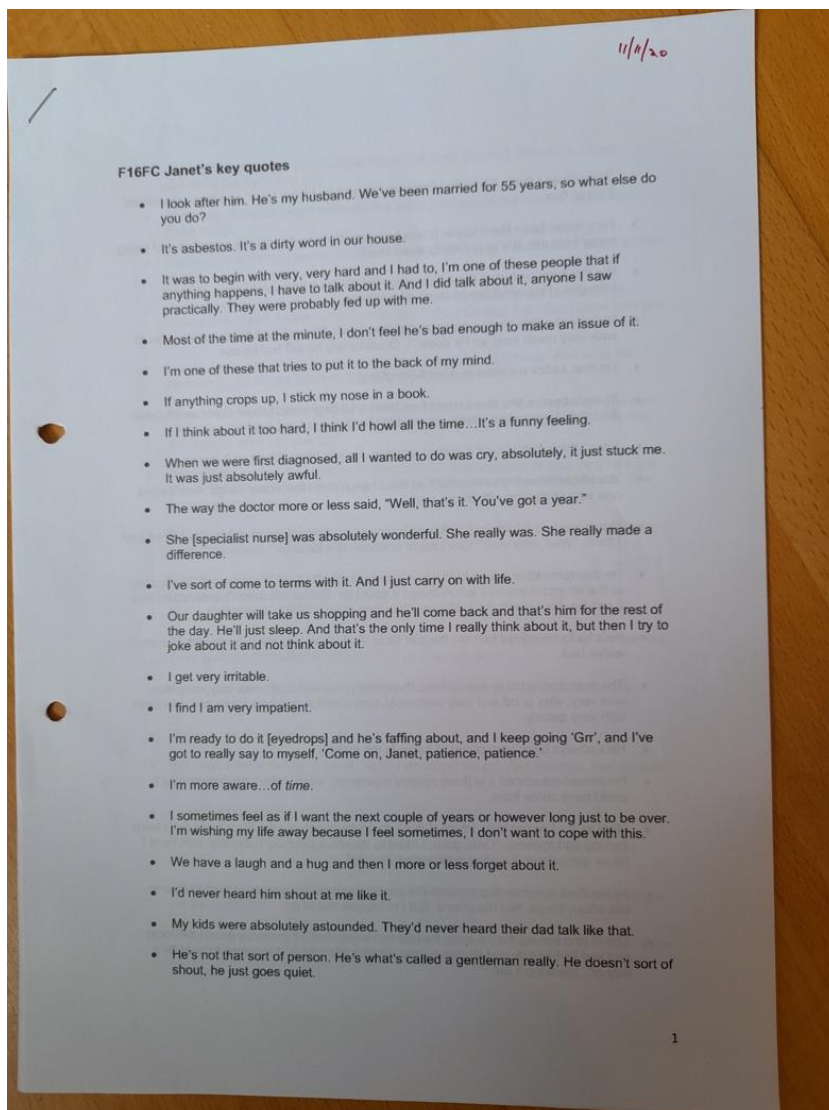 11/11/20
F16FC Janet's key quotes
• I look after him. He's my husband. We've been married for 55 years, so what else do
you do?
• It's asbestos. It's a dirty word in our house.
• It was to begin with very, very hard and I had to, I'm one of these people that if
anything happens, I have to talk about it. And I did talk about it, anyone I saw
practically. They were probably fed up with me.
• Most of the time at the minute, I don't feel he's bad enough to make an issue of it.
• I'm one of these that tries to put it to the back of my mind.
• If anything crops up, I stick my nose in a book.
• If I think about it too hard, I think I'd howl all the time…It's a funny feeling.
• When we were first diagnosed, all I wanted to do was cry, absolutely, it just stuck me.
It was just absolutely awful.
• The way the doctor more or less said, "Well, that's it. You've got a year."
• She [specialist nurse] was absolutely wonderful. She really was. She really made a
difference.
• I've sort of come to terms with it. And I just carry on with life.
• Our daughter will take us shopping and he'll come back and that's him for the rest of
the day. He'll just sleep. And that's the only time I really think about it, but then I try to
joke about it and not think about it.
• I get very irritable.
• I find I am very impatient.
• I'm ready to do it [eyedrops] and he's faffing about, and I keep going 'Grr', and I've
got to really say to myself, 'Come on, Janet, patience, patience.'
• I'm more aware…of time.
• I sometimes feel as if I want the next couple of years or however long just to be over.
I'm wishing my life away because I feel sometimes, I don't want to cope with this.
• We have a laugh and a hug and then I more or less forget about it.
• I'd never heard him shout at me like it.
• My kids were absolutely astounded. They'd never heard their dad talk like that.
• He's not that sort of person. He's what's called a gentleman really. He doesn't sort of
shout, he just goes quiet.
1